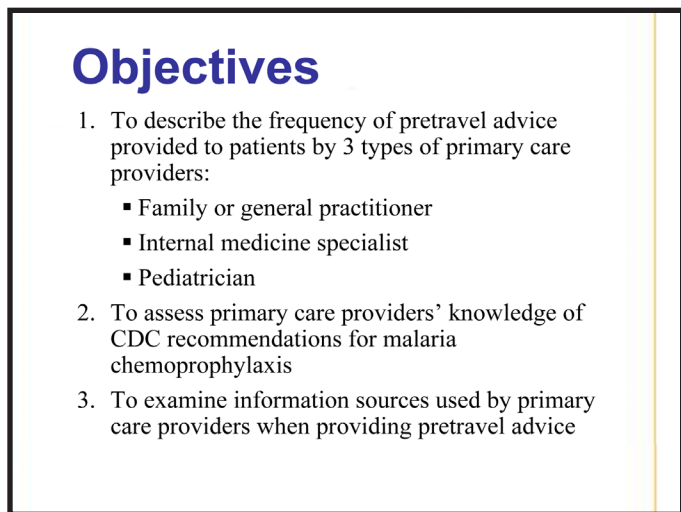 Objectives
1. To describe the frequency of pretravel advice
provided to patients by 3 types of primary care
providers:
▪ Family or general practitioner
▪ Internal medicine specialist
▪ Pediatrician
2. To assess primary care providers’ knowledge of
CDC recommendations for malaria
chemoprophylaxis
3. To examine information sources used by primary
care providers when providing pretravel advice